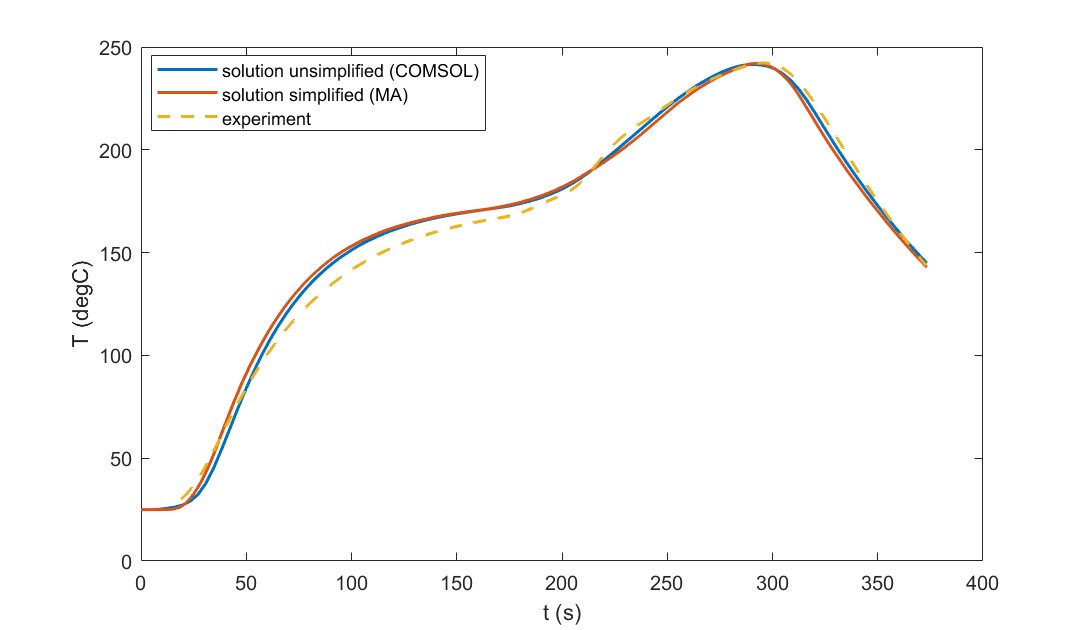 250
200
150
100
50
0
solution unsimplified (COMSOL)
solution simplified (MA)
experiment
T (degC)
0 50 100 150 200 250 300 350 400
t (s)